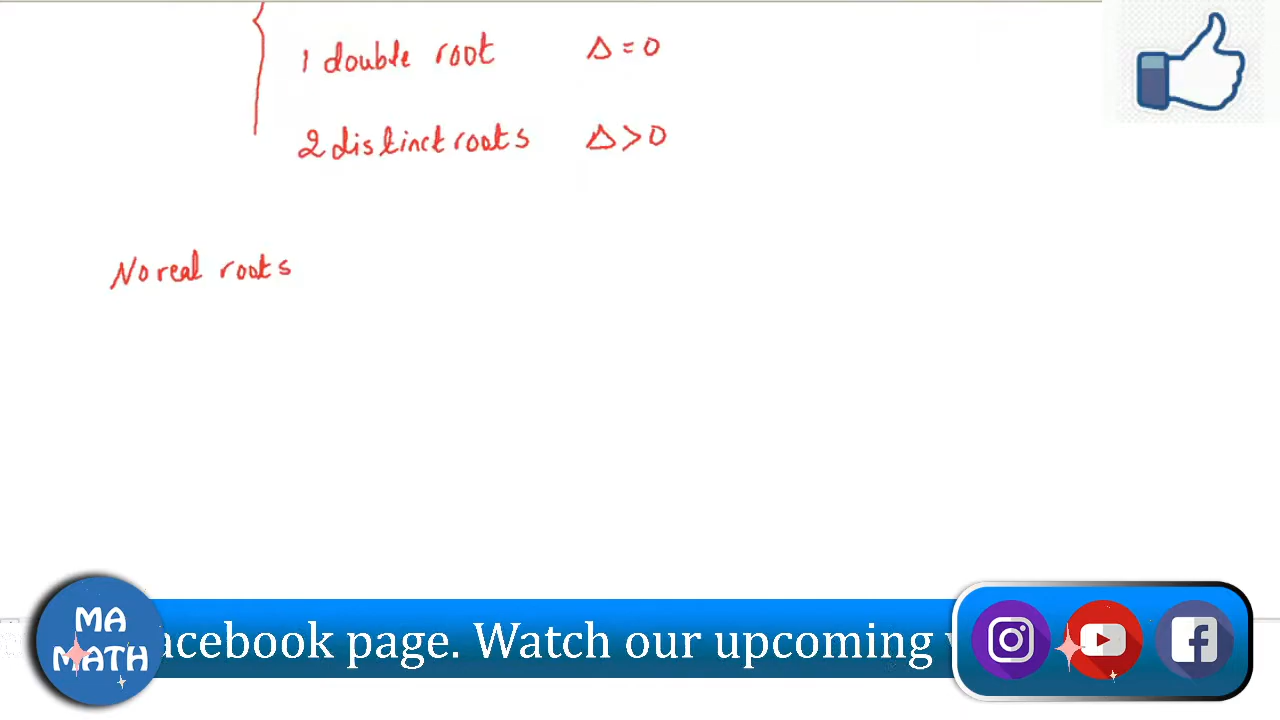 1 double root Δ = 0
2 distinct roots Δ > 0
No real roots
MA
MATH
acebook page. Watch our upcoming